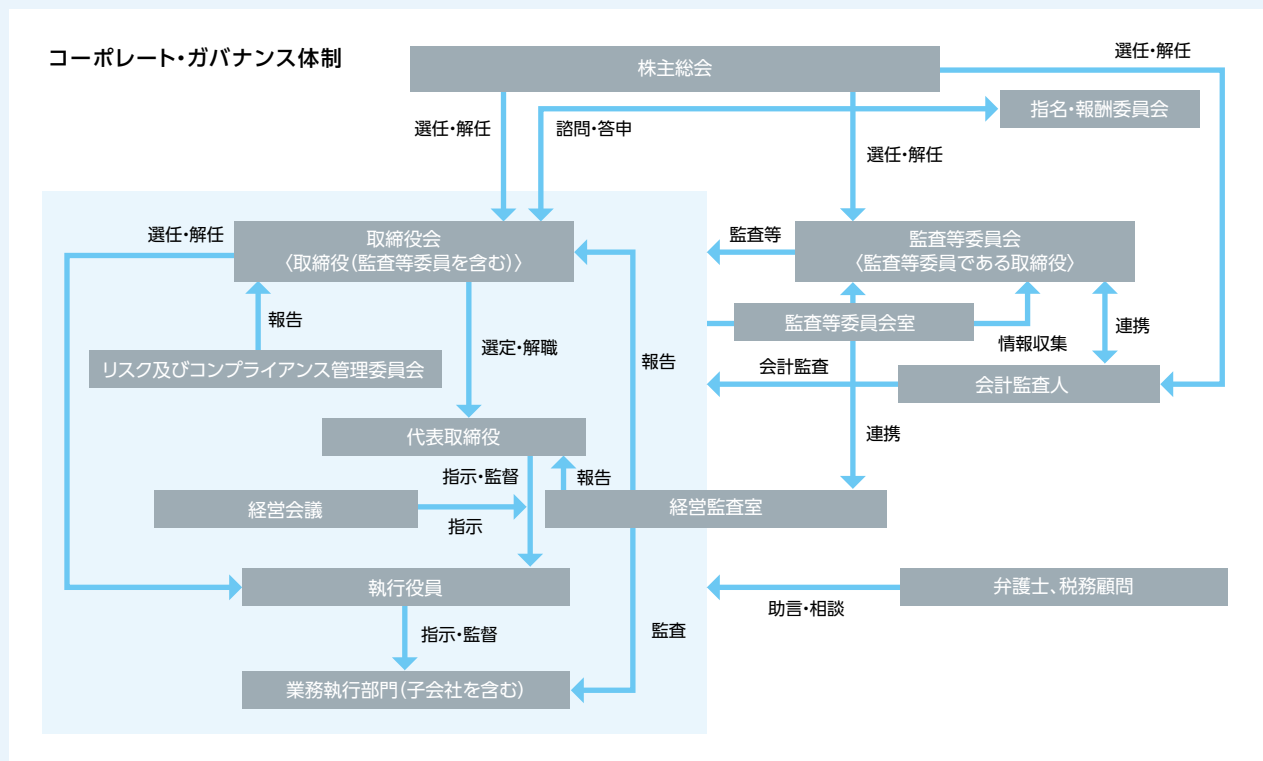 コーポレート・ガバナンス体制
株主総会
選任・解任
指名・報酬委員会
選任・解任
諮問・答申
選任・解任
選任・解任
取締役会
〈取締役(監査等委員を含む)〉
監査等
監査等委員会
〈監査等委員である取締役〉
報告
監査等委員会室
連携
情報収集
選定・解職
報告
リスク及びコンプライアンス管理委員会
会計監査
会計監査人
代表取締役
連携
指示・監督
報告
経営会議
経営監査室
指示
執行役員
弁護士、税務顧問
助言・相談
指示・監督
監査
業務執行部門(子会社を含む)